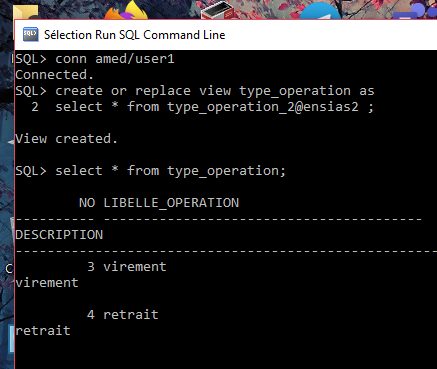 Sélection Run SQL Command Line
SQL> conn amed/user1
Connected.
SQL> create or replace view type_operation as
  2  select * from type_operation_2@ensias2 ;

View created.

SQL> select * from type_operation;

        NO LIBELLE_OPERATION
---------- ----------------------------------------
DESCRIPTION
-----------------------------------------------------
         3 virement
virement

         4 retrait
retrait